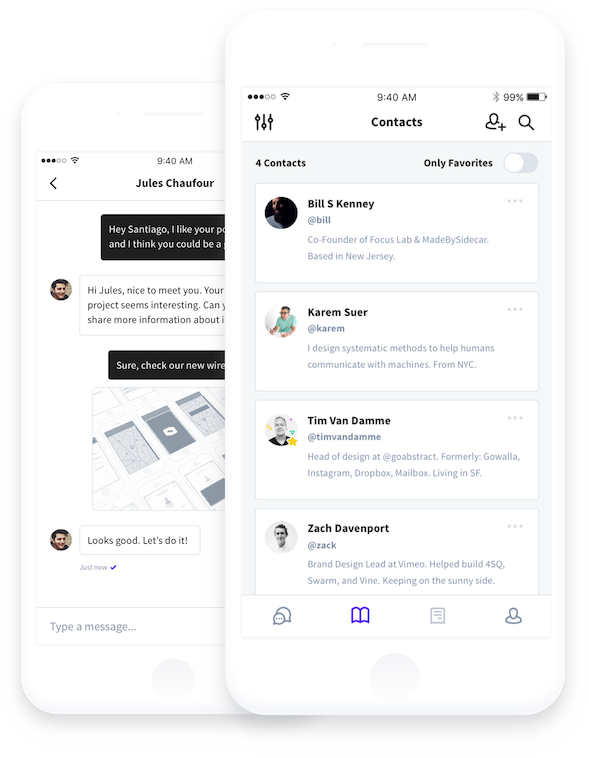 9:40 AM
Jules Chaufour
Hey Santiago, I like your
and I think you could be a
Hi Jules, nice to meet you. Your
project seems interesting. Can
share more information about
Sure, check our new
Looks good. Let's do it!
Just now
Type a message...
9:40 AM
99%
Contacts
4 Contacts
Only Favorites
Bill S Kenney
@bill
Co-Founder of Focus Lab & MadeBySidecar.
Based in New Jersey.
Karem Suer
@karem
I design systematic methods to help humans
communicate with machines. From NYC.
Tim Van Damme
@timvandamme
Head of design at @goabstract. Formerly: Gowalla,
Instagram, Dropbox, Mailbox. Living in SF.
Zach Davenport
@zack
Brand Design Lead at Vimeo. Helped build 4SQ,
Swarm, and Vine. Keeping on the sunny side.